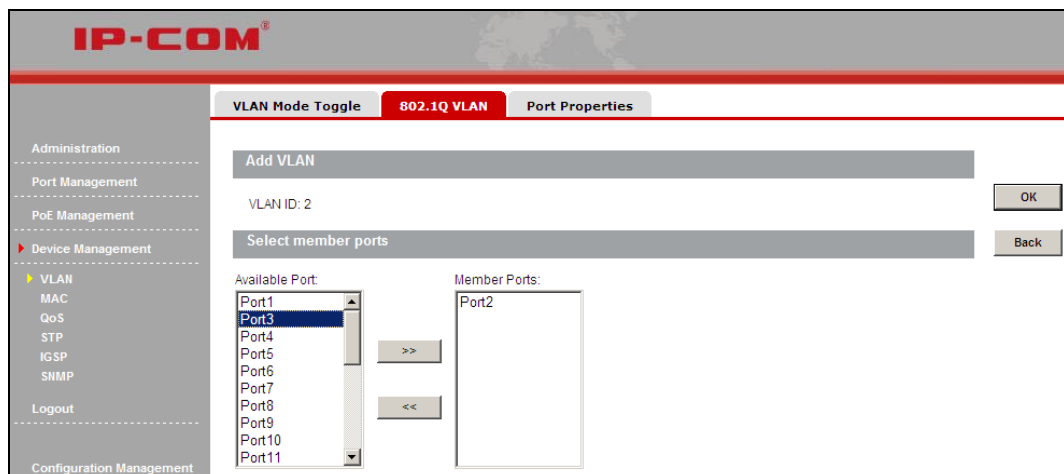 IP-COM®
VLAN Mode Toggle
802.1Q VLAN
Port Properties
Administration
Port Management
PoE Management
Device Management
VLAN
MAC
QoS
STP
IGSP
SNMP
Logout
Configuration Management
Add VLAN
VLAN ID: 2
OK
Select member ports
Back
Available Port:
Port1
Port3
Port4
Port5
Port6
Port7
Port8
Port9
Port10
Port11
>>
<<
Member Ports:
Port2